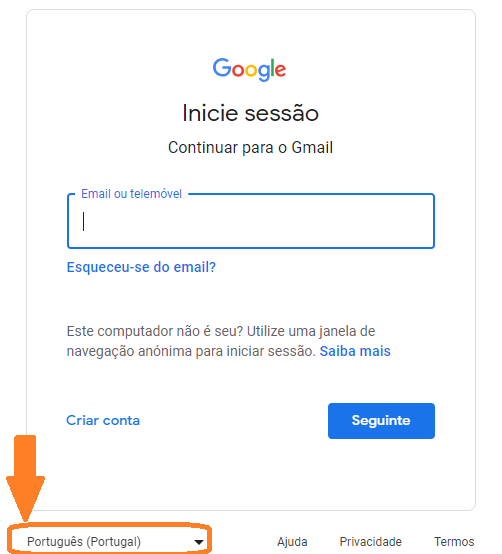 Google
Inicie sessão
Continuar para o Gmail
Email ou telemóvel
Esqueceu-se do email?
Este computador não é seu? Utilize uma janela de
navegação anónima para iniciar sessão. Saiba mais
Criar conta
Seguinte
Português (Portugal)
Ajuda
Privacidade
Termos